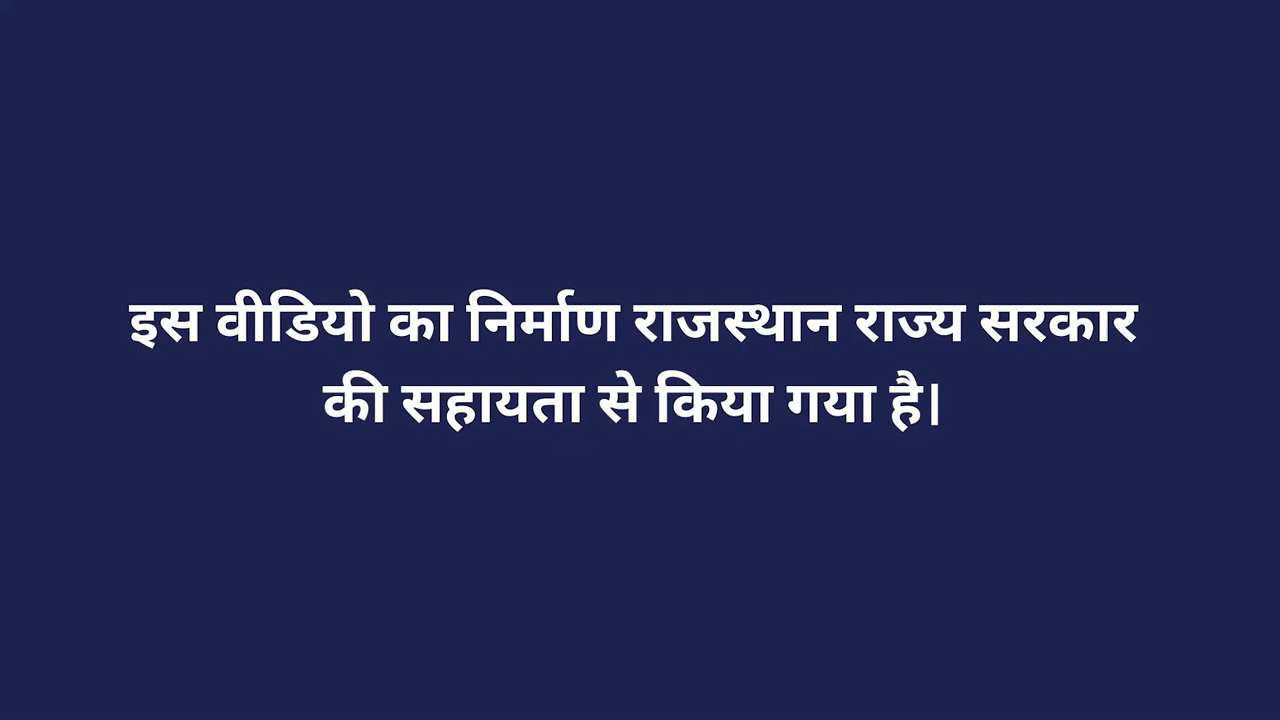 इस वीडियो का निर्माण राजस्थान राज्य सरकार
की सहायता से किया गया है।